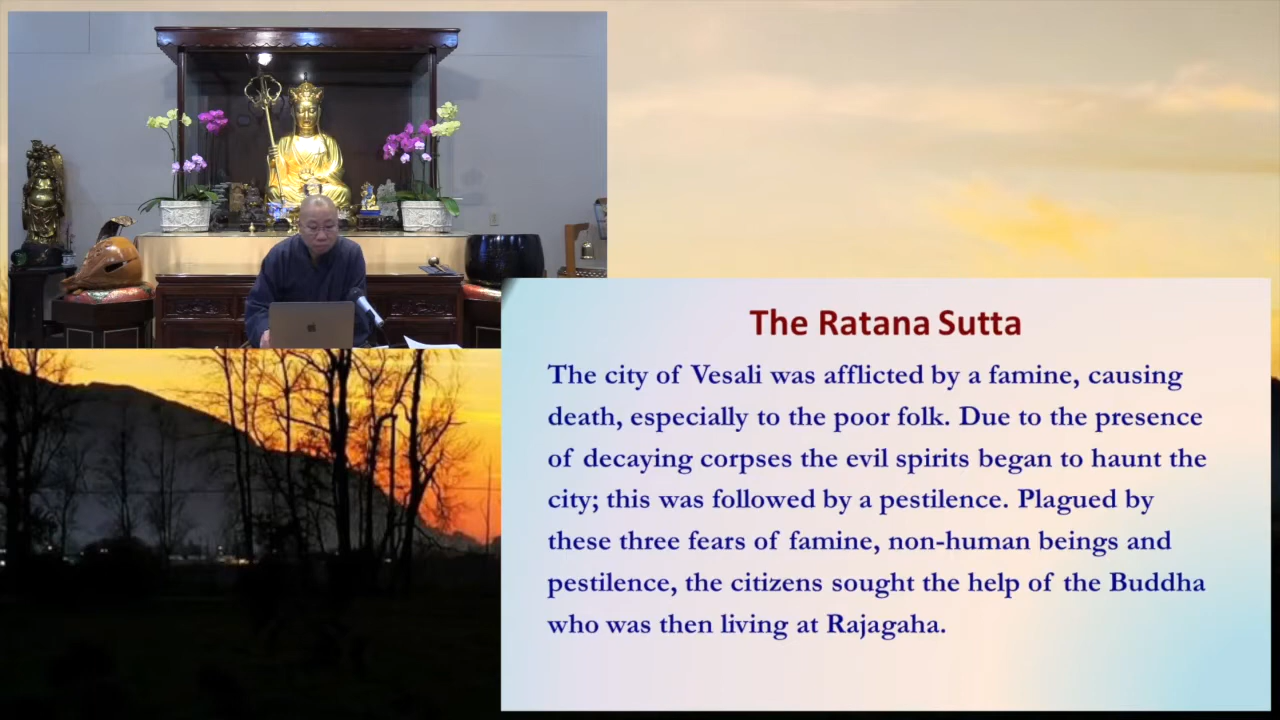 The Ratana Sutta
The city of Vesali was afflicted by a famine, causing
death, especially to the poor folk. Due to the presence
of decaying corpses the evil spirits began to haunt the
city; this was followed by a pestilence. Plagued by
these three fears of famine, non-human beings and
pestilence, the citizens sought the help of the Buddha
who was then living at Rajagaha.